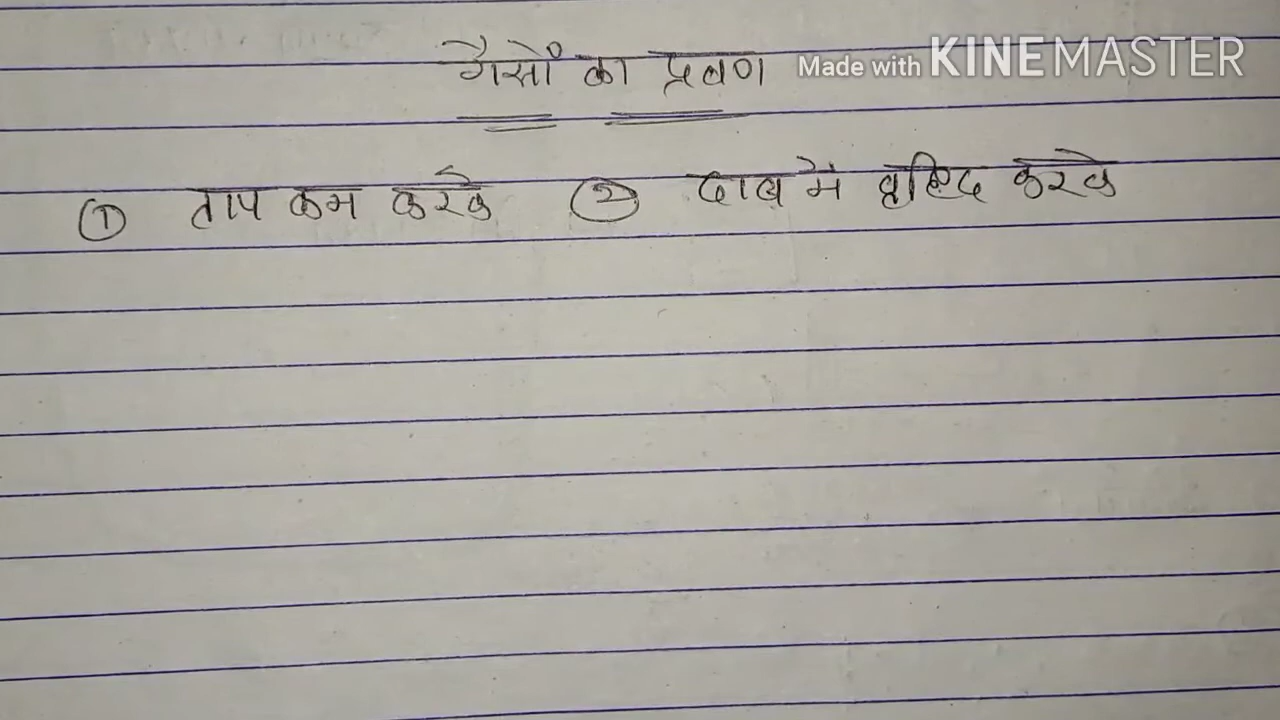 गैसों का द्रवण Made with KINEMASTER
① ताप कम करके ② दाब में वृद्धि करके